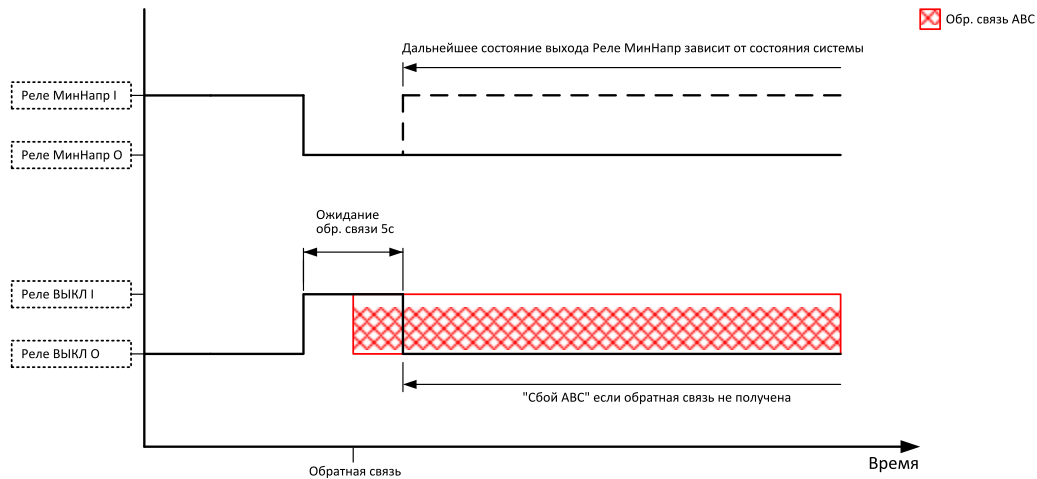 Обр. связь АВС
Дальнейшее состояние выхода Реле МинНапр зависит от состояния системы
Реле МинНапр I
Реле МинНапр O
Ожидание
обр. связи 5с
Реле ВЫКЛ I
Реле ВЫКЛ O
"Сбой АВС" если обратная связь не получена
Время
Обратная связь